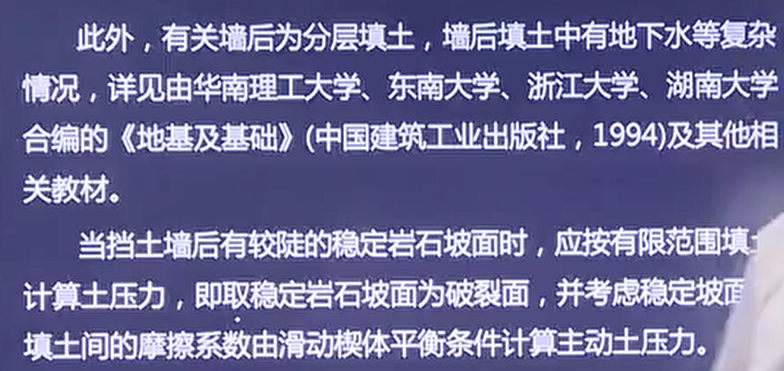 此外，有关墙后为分层填土，墙后填土中有地下水等复杂
情况，详见由华南理工大学、东南大学、浙江大学、湖南大学
合编的《地基及基础》(中国建筑工业出版社，1994)及其他相
关教材。
当挡土墙后有较陡的稳定岩石坡面时，应按有限范围填
计算土压力，即取稳定岩石坡面为破裂面，并考虑稳定坡面
填土间的摩擦系数由滑动楔体平衡条件计算主动土压力。